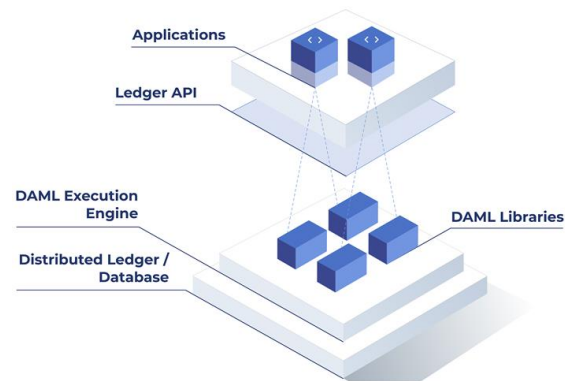 Applications
Ledger API
DAML Execution
Engine
DAML Libraries
Distributed Ledger /
Database